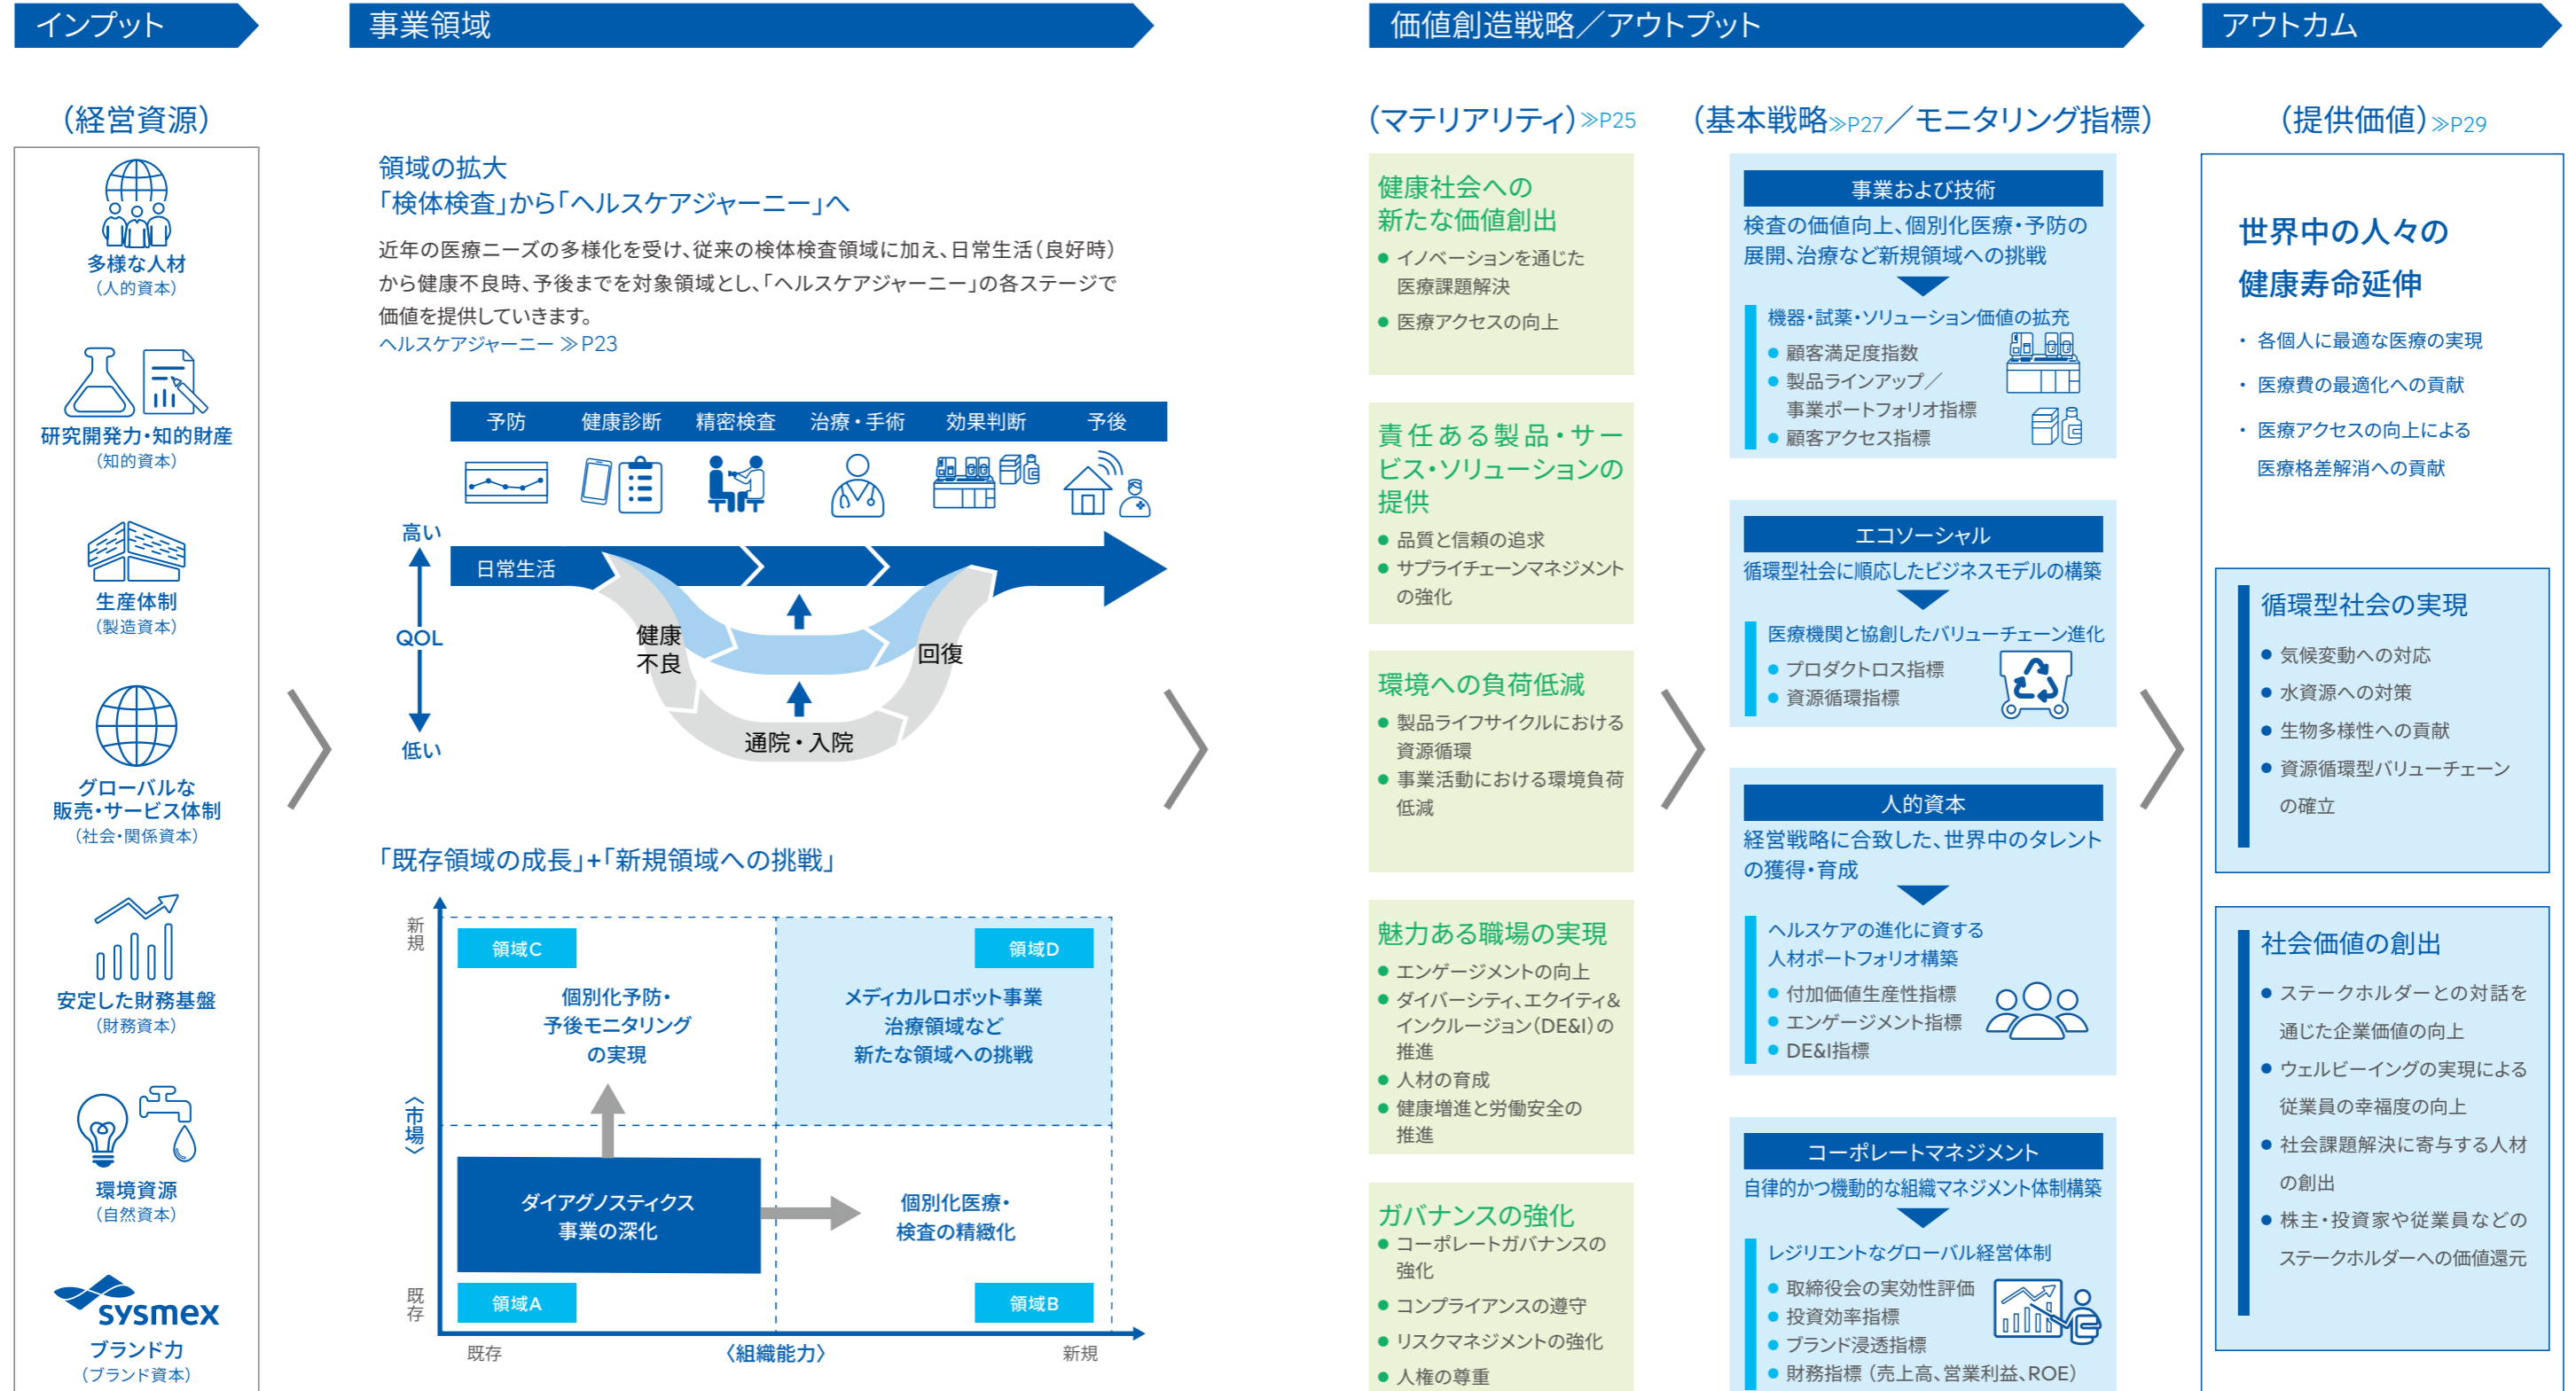 インプット
事業領域
価値創造戦略／アウトプット
アウトカム
（経営資源）
多様な人材
（人的資本）
研究開発力・知的財産
（知的資本）
生産体制
（製造資本）
グローバルな
販売・サービス体制
（社会・関係資本）
安定した財務基盤
（財務資本）
環境資源
（自然資本）
sysmex
ブランド力
（ブランド資本）
領域の拡大
「検体検査」から「ヘルスケアジャーニー」へ
近年の医療ニーズの多様化を受け、従来の検体検査領域に加え、日常生活（良好時）
から健康不良時、予後までを対象領域とし、「ヘルスケアジャーニー」の各ステージで
価値を提供していきます。
ヘルスケアジャーニー ≫P23
予防 健康診断 精密検査 治療・手術 効果判断 予後
高い
QOL
低い
日常生活
健康
不良
回復
通院・入院
「既存領域の成長」+「新規領域への挑戦」
新規
〈市場〉
既存
領域C
個別化予防・
予後モニタリング
の実現
領域D
メディカルロボット事業
治療領域など
新たな領域への挑戦
ダイアグノスティクス
事業の深化
領域A
個別化医療・
検査の精緻化
領域B
既存
〈組織能力〉
新規
（マテリアリティ）≫P25
健康社会への
新たな価値創出
● イノベーションを通じた
医療課題解決
● 医療アクセスの向上
責任ある製品・サー
ビス・ソリューションの
提供
● 品質と信頼の追求
● サプライチェーンマネジメント
の強化
環境への負荷低減
● 製品ライフサイクルにおける
資源循環
● 事業活動における環境負荷
低減
魅力ある職場の実現
● エンゲージメントの向上
● ダイバーシティ、エクイティ&
インクルージョン（DE&I）の
推進
● 人材の育成
● 健康増進と労働安全の
推進
ガバナンスの強化
● コーポレートガバナンスの
強化
● コンプライアンスの遵守
● リスクマネジメントの強化
● 人権の尊重
（基本戦略≫P27／モニタリング指標）
事業および技術
検査の価値向上、個別化医療・予防の
展開、治療など新規領域への挑戦
機器・試薬・ソリューション価値の拡充
● 顧客満足度指数
● 製品ラインアップ／
事業ポートフォリオ指標
● 顧客アクセス指標
エコソーシャル
循環型社会に順応したビジネスモデルの構築
医療機関と協創したバリューチェーン進化
● プロダクトロス指標
● 資源循環指標
人的資本
経営戦略に合致した、世界中のタレント
の獲得・育成
ヘルスケアの進化に資する
人材ポートフォリオ構築
● 付加価値生産性指標
● エンゲージメント指標
● DE&I指標
コーポレートマネジメント
自律的かつ機動的な組織マネジメント体制構築
レジリエントなグローバル経営体制
● 取締役会の実効性評価
● 投資効率指標
● ブランド浸透指標
● 財務指標（売上高、営業利益、ROE）
（提供価値）≫P29
世界中の人々の
健康寿命延伸
・ 各個人に最適な医療の実現
・ 医療費の最適化への貢献
・ 医療アクセスの向上による
医療格差解消への貢献
循環型社会の実現
● 気候変動への対応
● 水資源への対策
● 生物多様性への貢献
● 資源循環型バリューチェーン
の確立
社会価値の創出
● ステークホルダーとの対話を
通じた企業価値の向上
● ウェルビーイングの実現による
従業員の幸福度の向上
● 社会課題解決に寄与する人材
の創出
● 株主・投資家や従業員などの
ステークホルダーへの価値還元